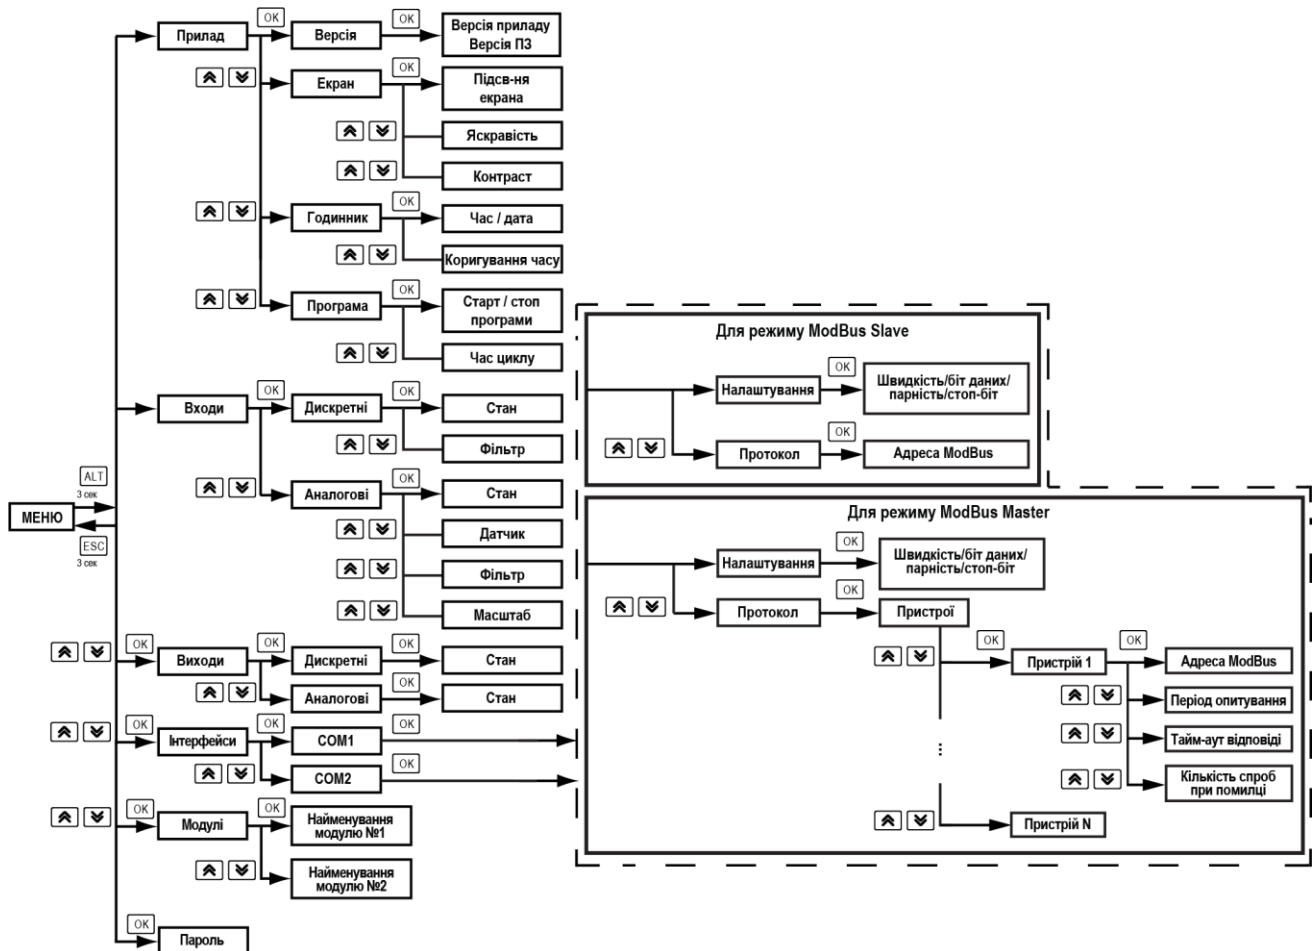 OK
OK
Прилад
Версія
Версія приладу
Версія ПЗ
OK
Екран
Підсв-ня
екрана
Яскравість
Контраст
OK
Годинник
Час / дата
Коригування часу
OK
Програма
Старт / стоп
програми
Час циклу
OK
OK
Входи
Дискретні
Стан
Фільтр
OK
Аналогові
Стан
Датчик
Фільтр
Масштаб
ALT
3 сек
МЕНЮ
ESC
3 сек
OK
OK
OK
Виходи
Дискретні
Стан
OK
Аналогові
Стан
OK
OK
OK
Інтерфейси
COM1
OK
COM2
OK
OK
Модулі
Найменування
модулю №1
Найменування
модулю №2
OK
Пароль
Для режиму ModBus Slave
OK
Налаштування
Швидкість/біт даних/
парність/стоп-біт
OK
Протокол
Адреса ModBus
Для режиму ModBus Master
OK
Налаштування
Швидкість/біт даних/
парність/стоп-біт
OK
Протокол
Пристрої
OK
OK
Пристрій 1
Адреса ModBus
Період опитування
Тайм-аут відповіді
Кількість спроб
при помилці
...
Пристрій N